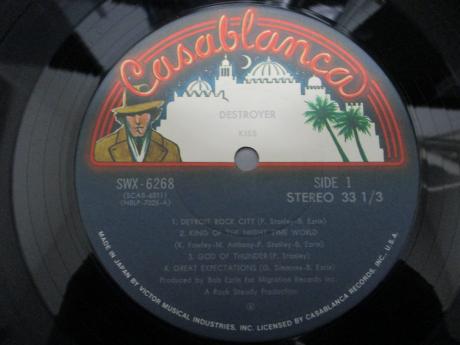 Casablanca
DESTROYER
KISS
SWX-6268
SIDE 1
STEREO 33 1/3
1. DETROIT ROCK CITY (P. Stanley-B. Ezrin)
2. KING OF THE NIGHT TIME WORLD
(K. Fowley-M. Anthony-P. Stanley-B. Ezrin)
3. GOD OF THUNDER (P. Stanley)
4. GREAT EXPECTATIONS (G. Simmons-B. Ezrin)
Produced by Bob Ezrin for Migration Records Inc.
A Rock Steady Production
MADE IN JAPAN BY VICTOR MUSICAL INDUSTRIES, INC. LICENSED BY CASABLANCA RECORDS, INC., U.S.A.